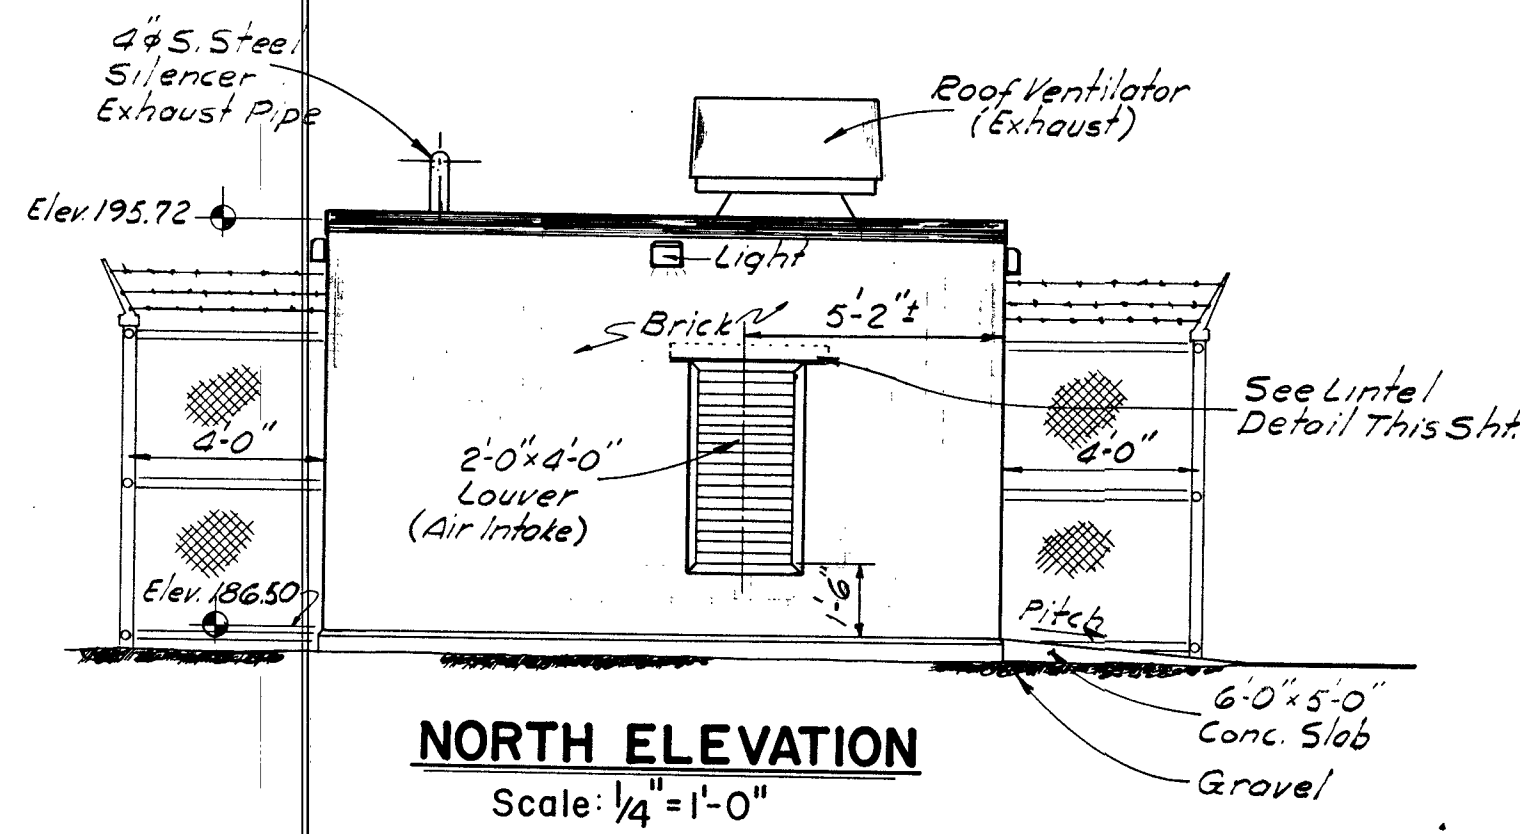 4"φ S. Steel
Silencer
Exhaust Pipe
Roof Ventilator
(Exhaust)
Elev. 195.72
Light
Brick
5'-2"±
See Lintel
Detail This Sht.
4'-0"
4'-0"
2'-0"x4'-0"
Louver
(Air Intake)
Elev. 186.50
1'-6"
Pitch
6'-0"x5'-0"
Conc. Slab
Gravel
NORTH ELEVATION
Scale: 1/4"=1'-0"